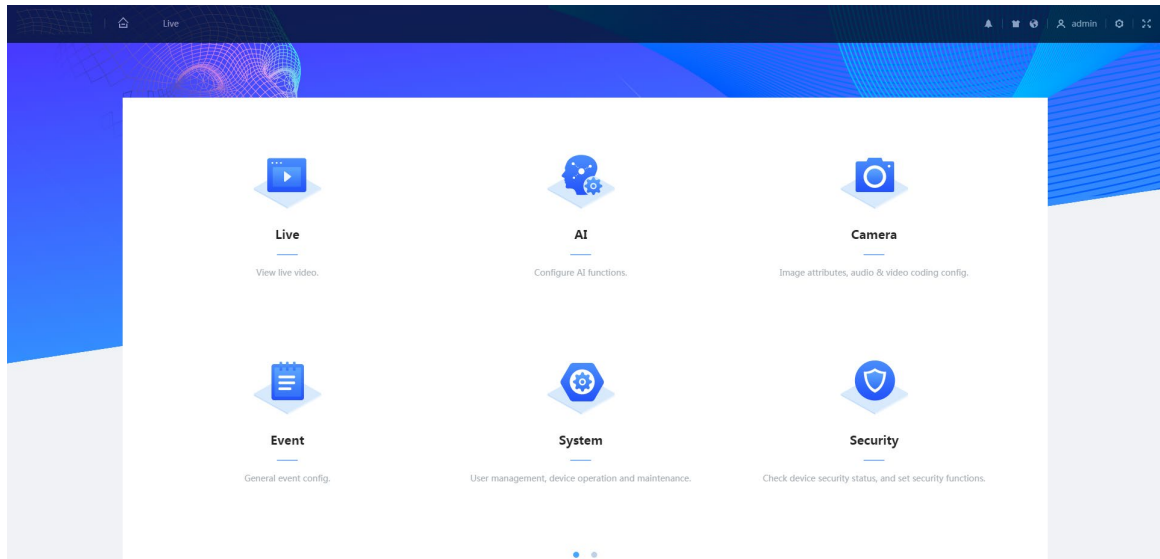 Live
admin
Live
AI
Camera
View live video.
Configure AI functions.
Image attributes, audio & video coding config.
Event
System
Security
General event config.
User management, device operation and maintenance.
Check device security status, and set security functions.